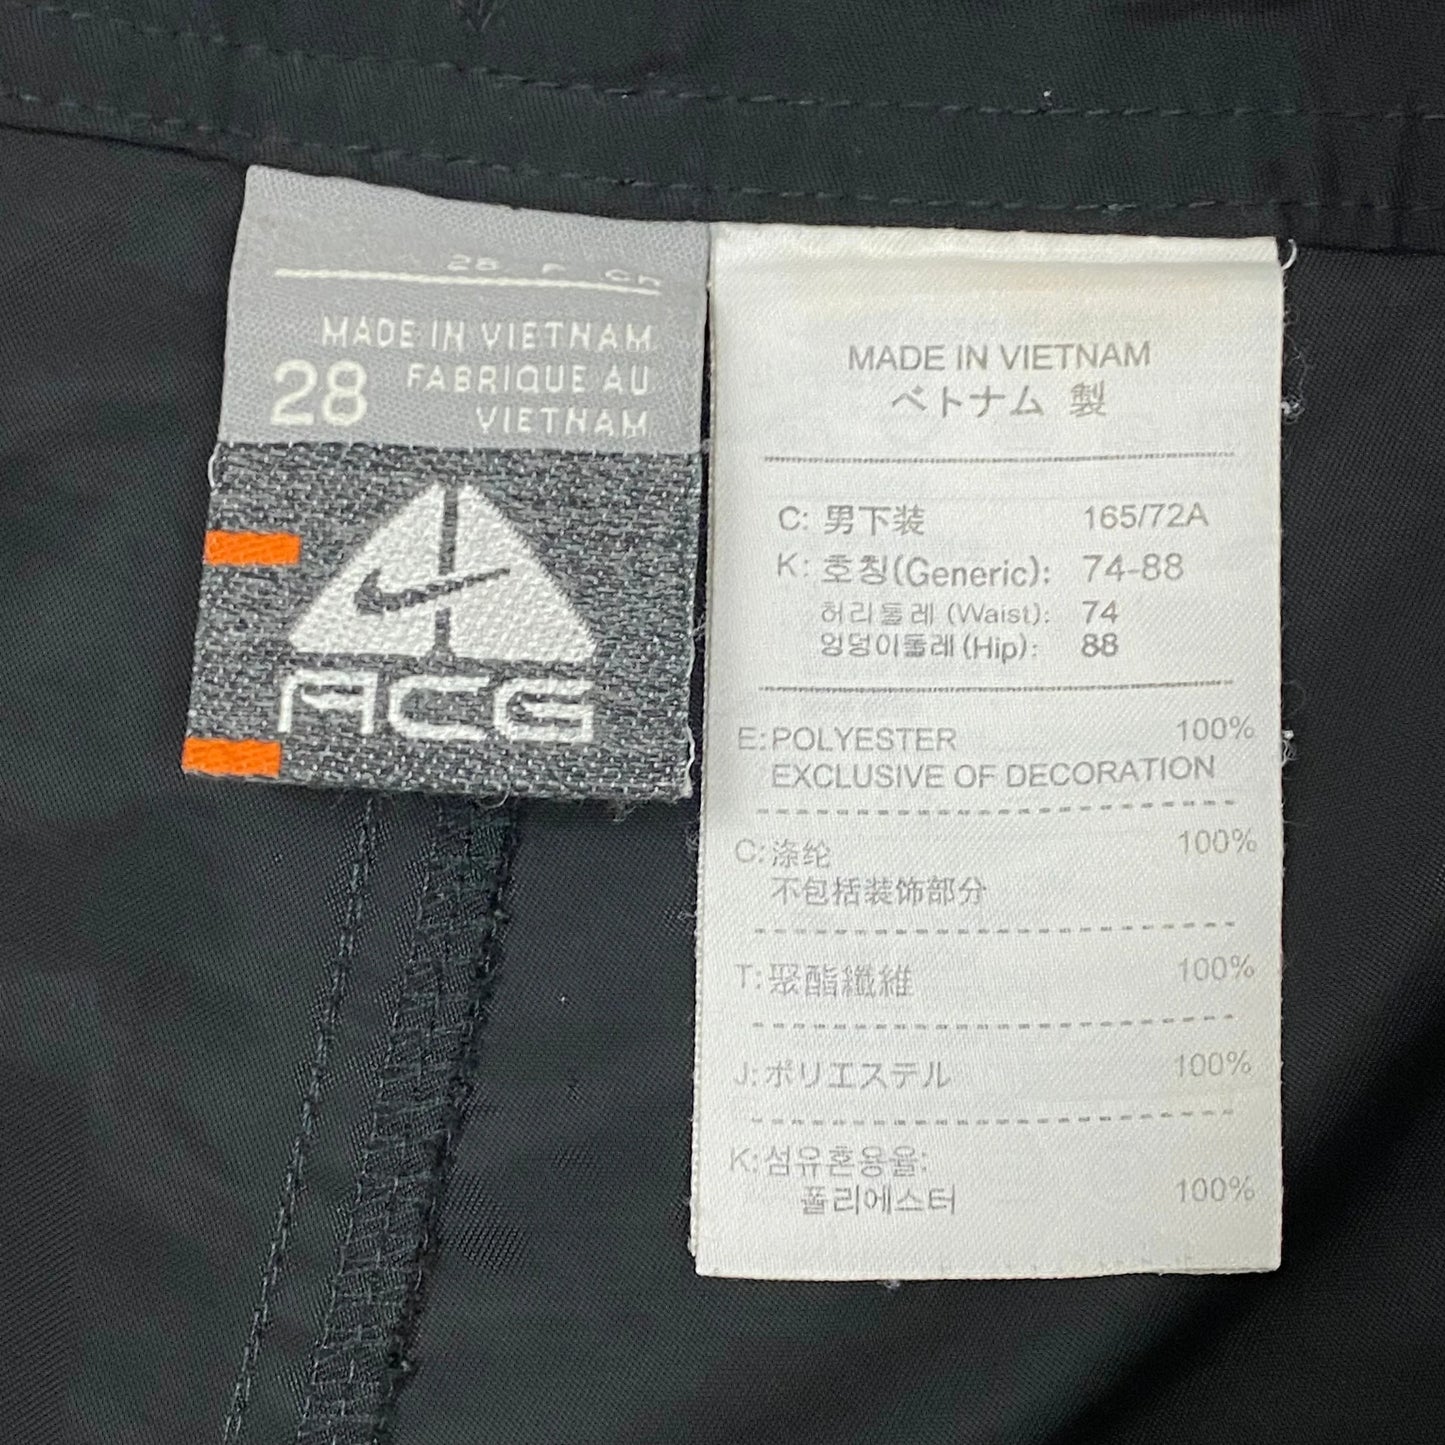 MADE IN VIETNAM
28 FABRIQUE AU
VIETNAM
ACG
MADE IN VIETNAM
ベトナム 製
C: 男下装 165/72A
K: 호칭(Generic): 74-88
허리둘레 (Waist): 74
엉덩이둘레 (Hip): 88
E: POLYESTER 100%
EXCLUSIVE OF DECORATION
C: 涤纶 100%
不包括装饰部分
T: 聚酯纖維 100%
J: ポリエステル 100%
K: 섬유혼용율:
폴리에스터 100%